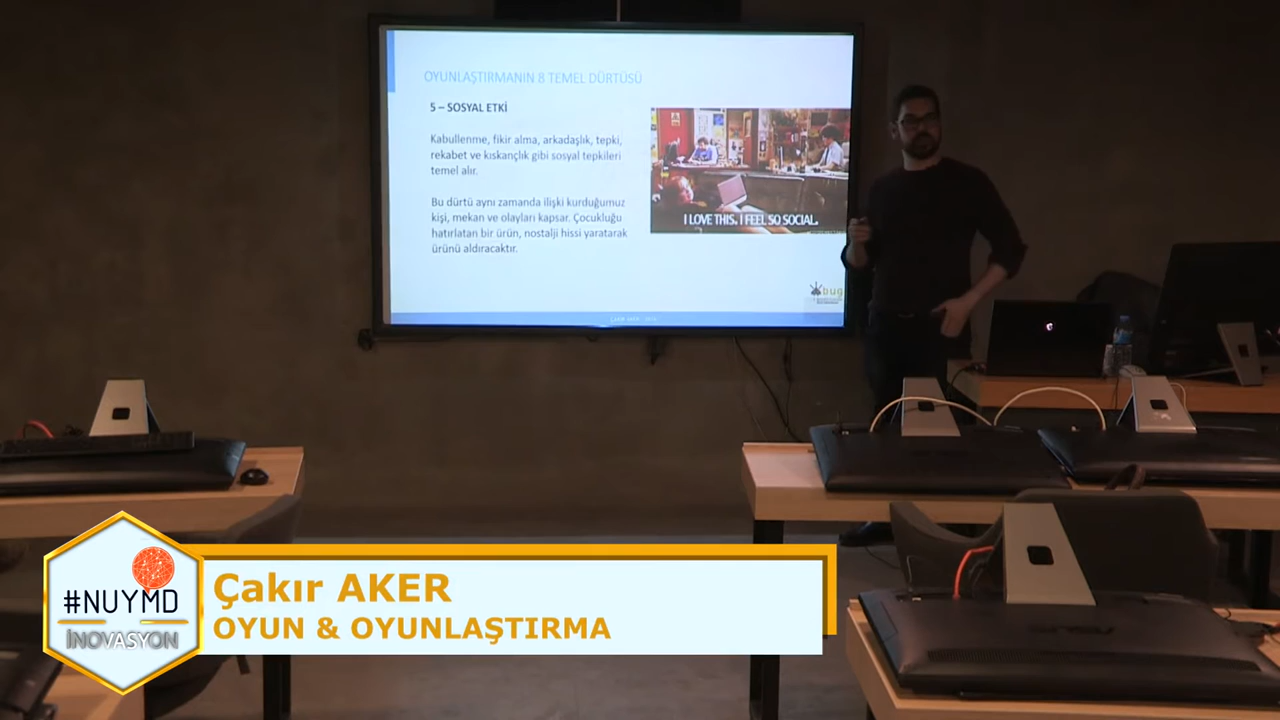 OYUNLAŞTIRMANIN 8 TEMEL DÜRTÜSÜ
5 – SOSYAL ETKİ
Kabullenme, fikir alma, arkadaşlık, tepki,
rekabet ve kıskançlık gibi sosyal tepkileri
temel alır.
Bu dürtü aynı zamanda ilişki kurduğumuz
kişi, mekan ve olayları kapsar. Çocukluğu
hatırlatan bir ürün, nostalji hissi yaratarak
ürünü aldıracaktır.
I LOVE THIS. I FEEL SO SOCIAL.
bug
#NUYMD
İNOVASYON
Çakır AKER
OYUN & OYUNLAŞTIRMA